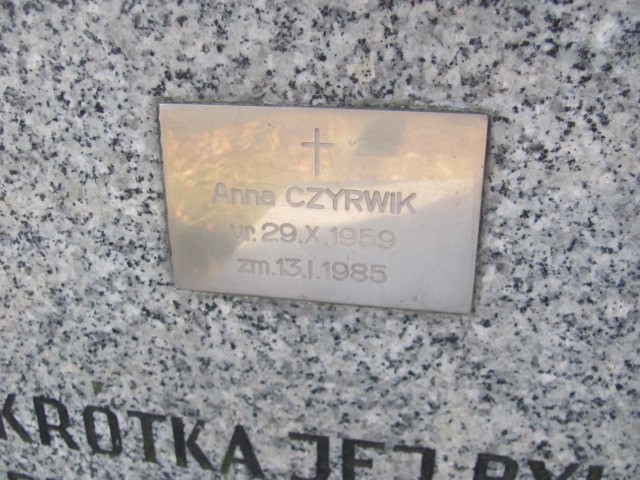 Anna CZYRWIK
ur. 29.X.1959
zm. 13.I.1985
KRÓTKA JEJ